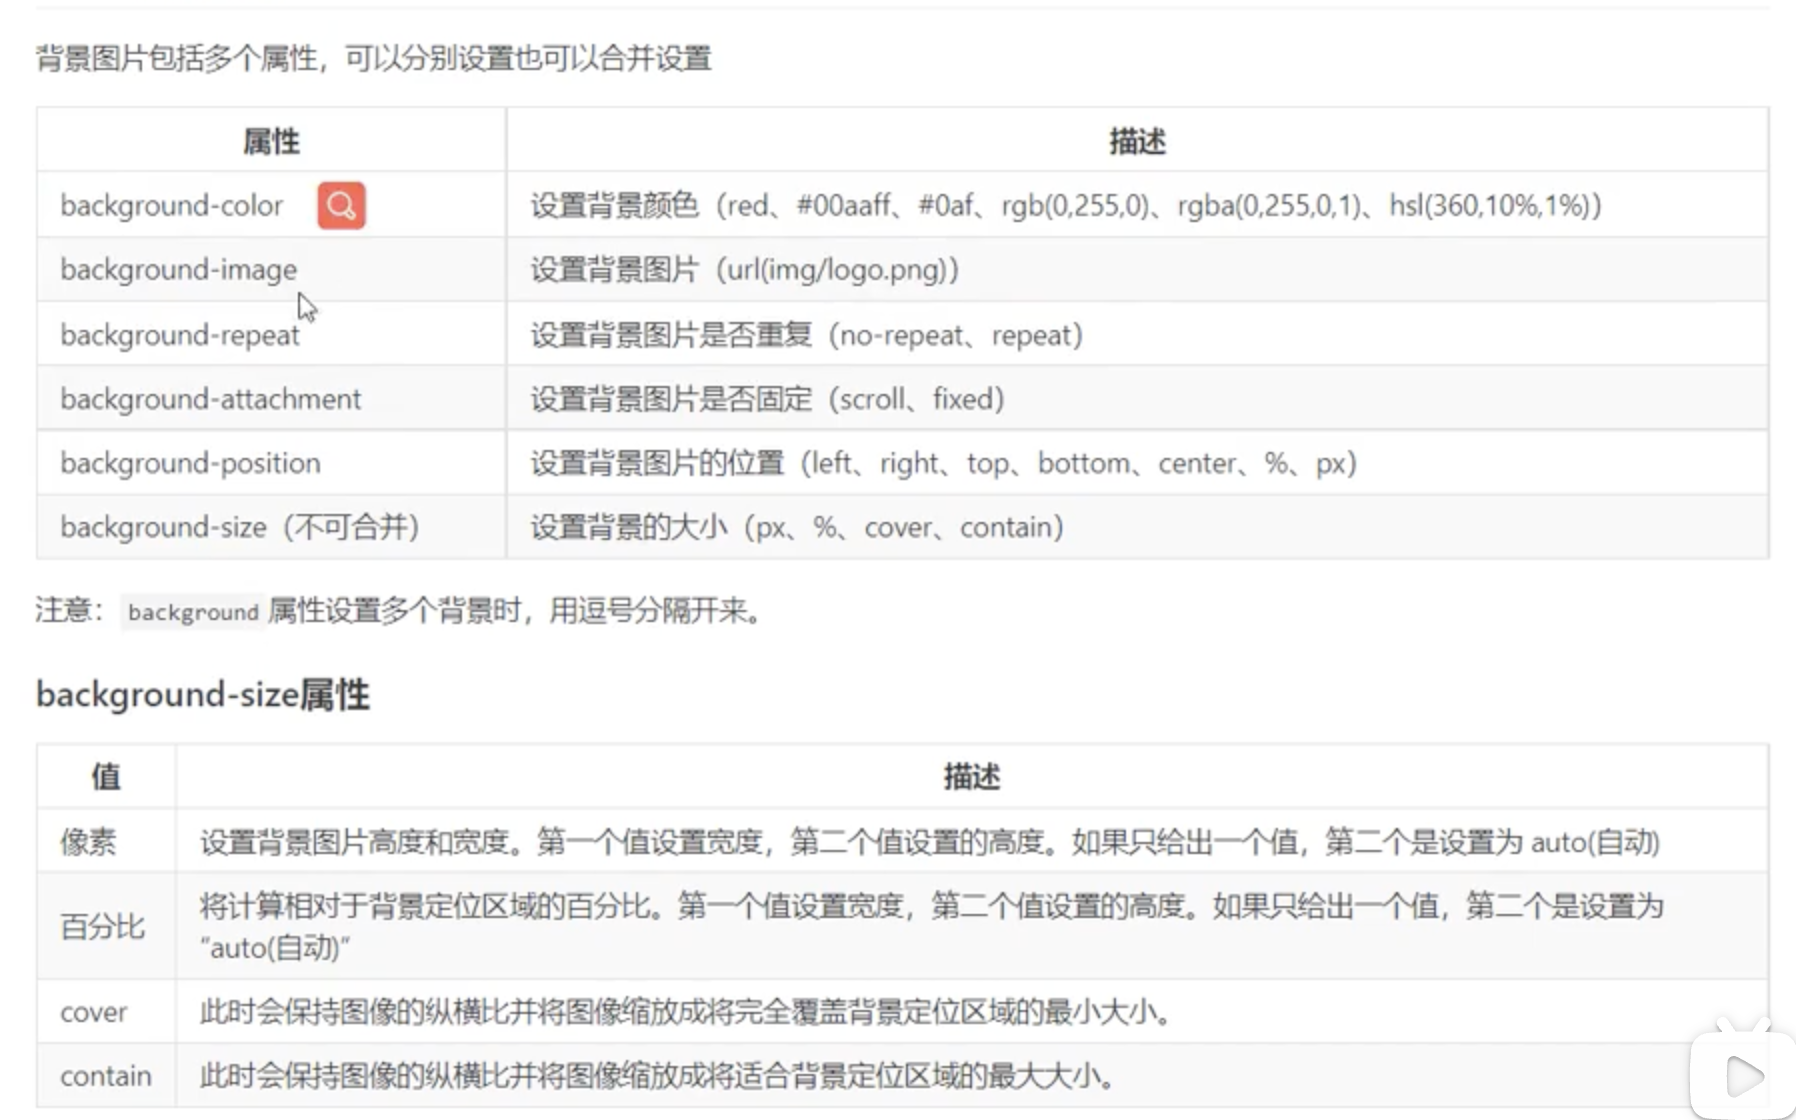 背景图片包括多个属性，可以分别设置也可以合并设置
属性 描述
background-color 设置背景颜色（red、#00aaff、#0af、rgb(0,255,0)、rgba(0,255,0,1)、hsl(360,10%,1%)）
background-image 设置背景图片（url(img/logo.png)）
background-repeat 设置背景图片是否重复（no-repeat、repeat）
background-attachment 设置背景图片是否固定（scroll、fixed）
background-position 设置背景图片的位置（left、right、top、bottom、center、%、px）
background-size（不可合并） 设置背景的大小（px、%、cover、contain）
注意： background 属性设置多个背景时，用逗号分隔开来。
background-size属性
值 描述
像素 设置背景图片高度和宽度。第一个值设置宽度，第二个值设置的高度。如果只给出一个值，第二个是设置为 auto(自动)
百分比 将计算相对于背景定位区域的百分比。第一个值设置宽度，第二个值设置的高度。如果只给出一个值，第二个是设置为
“auto(自动)”
cover 此时会保持图像的纵横比并将图像缩放成将完全覆盖背景定位区域的最小大小。
contain 此时会保持图像的纵横比并将图像缩放成将适合背景定位区域的最大大小。